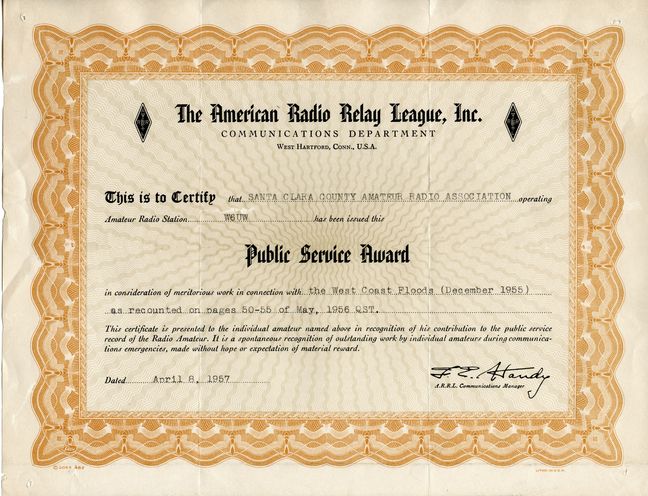 The American Radio Relay League, Inc.
COMMUNICATIONS DEPARTMENT
WEST HARTFORD, CONN., U.S.A.
This is to Certify that SANTA CLARA COUNTY AMATEUR RADIO ASSOCIATION operating
Amateur Radio Station W6UW has been issued this
Public Service Award
in consideration of meritorious work in connection with the West Coast Floods (December 1955)
as recounted on pages 50-55 of May, 1956 QST.
This certificate is presented to the individual amateur named above in recognition of his contribution to the public service
record of the Radio Amateur. It is a spontaneous recognition of outstanding work by individual amateurs during communica-
tions emergencies, made without hope or expectation of material reward.
F. E. Handy
Dated April 8, 1957
A.R.R.L. Communications Manager